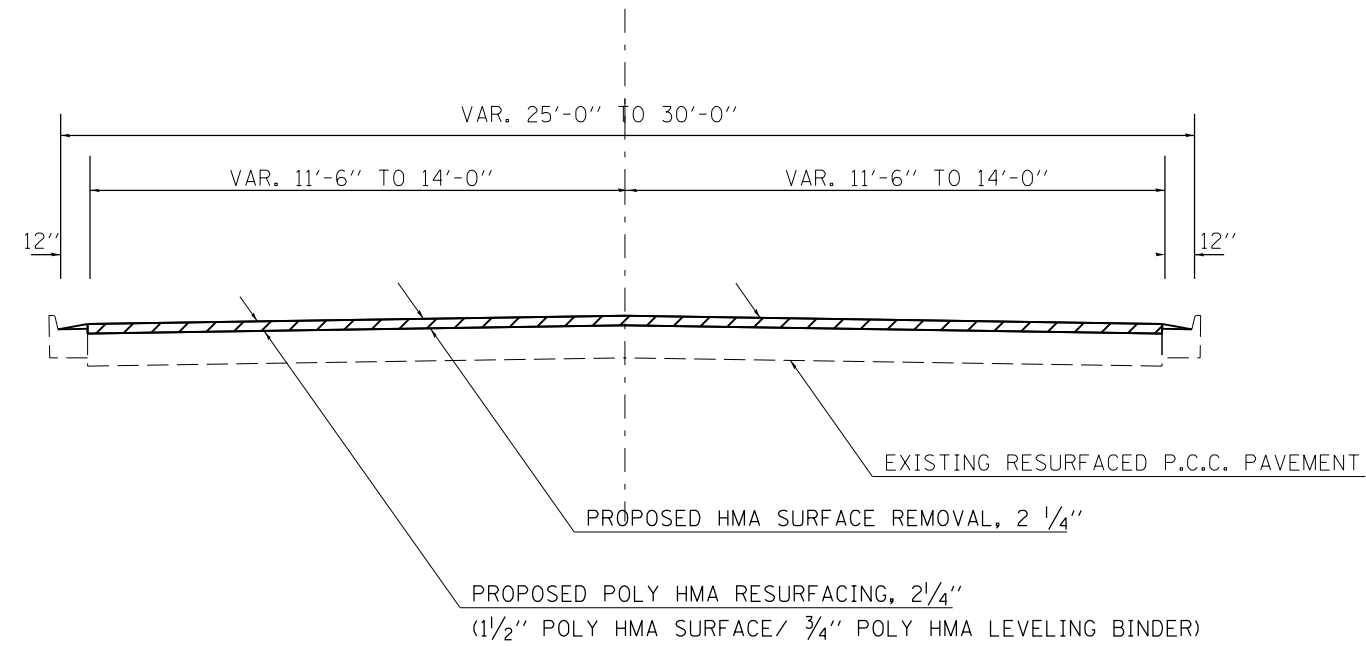 VAR. 25'-0" TO 30'-0"
VAR. 11'-6" TO 14'-0"
VAR. 11'-6" TO 14'-0"
12"
12"
EXISTING RESURFACED P.C.C. PAVEMENT
PROPOSED HMA SURFACE REMOVAL, 2 1/4"
PROPOSED POLY HMA RESURFACING, 2 1/4"
(1 1/2" POLY HMA SURFACE/ 3/4" POLY HMA LEVELING BINDER)